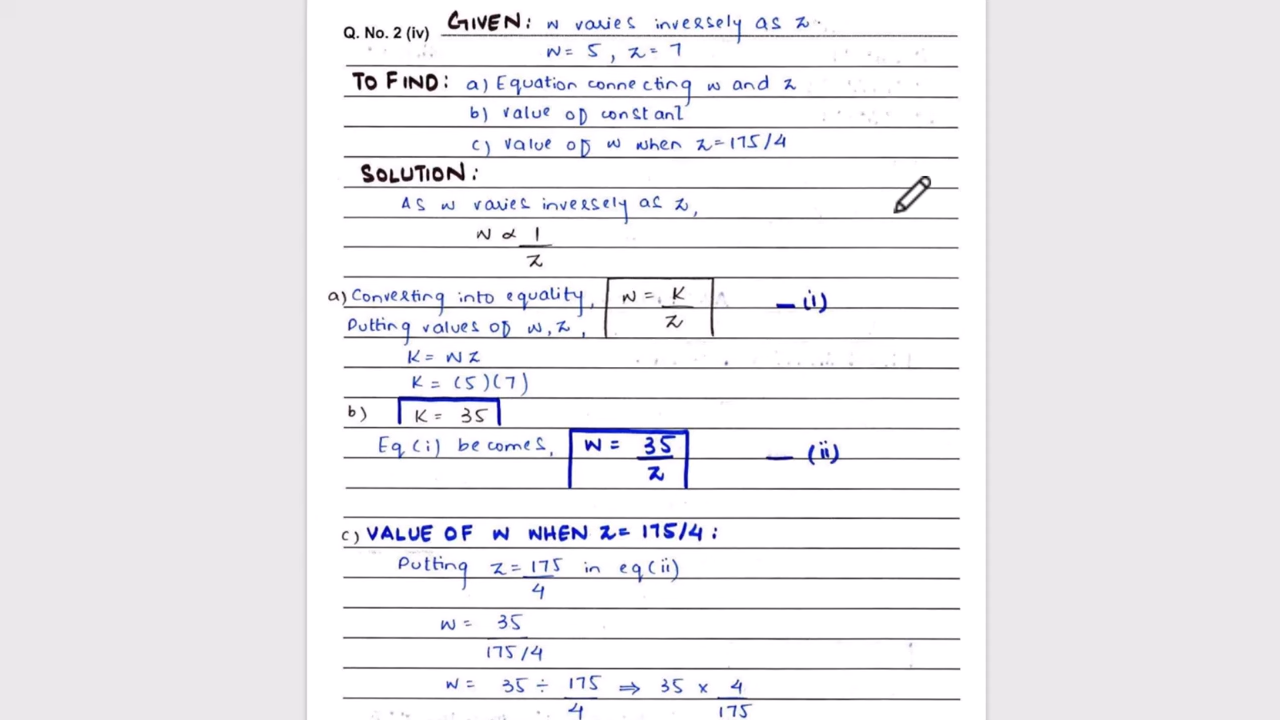 Q. No. 2 (iv) GIVEN: w varies inversely as z.
w = 5 , z = 7
TO FIND: a) Equation connecting w and z
b) value of constant
c) value of w when z = 175/4
SOLUTION:
As w varies inversely as z,
w ∝ 1/z
a) Converting into equality, w = K/z — (i)
Putting values of w, z,
K = wz
K = (5)(7)
b) K = 35
Eq (i) becomes, w = 35/z — (ii)
c) VALUE OF w WHEN z = 175/4 :
Putting z = 175/4 in eq (ii)
w = 35
175/4
w = 35 ÷ 175/4 ⇒ 35 × 4/175